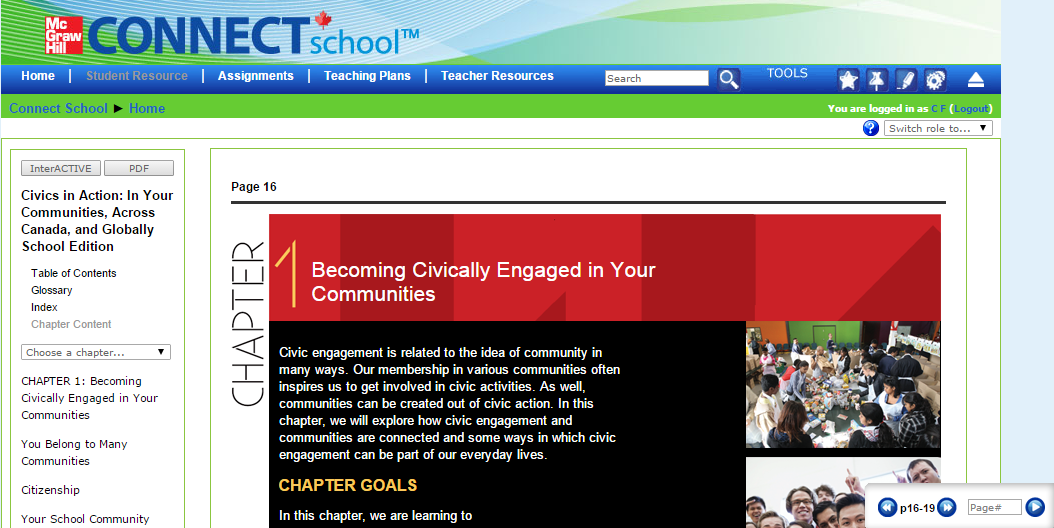 Mc
Graw
Hill
CONNECT school™
Home | Student Resource | Assignments | Teaching Plans | Teacher Resources
Search
TOOLS
Connect School ► Home
You are logged in as C F (Logout)
? Switch role to... ▼
InterACTIVE PDF
Civics in Action: In Your
Communities, Across
Canada, and Globally
School Edition
Table of Contents
Glossary
Index
Chapter Content
Choose a chapter... ▼
CHAPTER 1: Becoming
Civically Engaged in Your
Communities
You Belong to Many
Communities
Citizenship
Your School Community
Page 16
CHAPTER
1
Becoming Civically Engaged in Your
Communities
Civic engagement is related to the idea of community in
many ways. Our membership in various communities often
inspires us to get involved in civic activities. As well,
communities can be created out of civic action. In this
chapter, we will explore how civic engagement and
communities are connected and some ways in which civic
engagement can be part of our everyday lives.
CHAPTER GOALS
In this chapter, we are learning to
p16-19 Page#